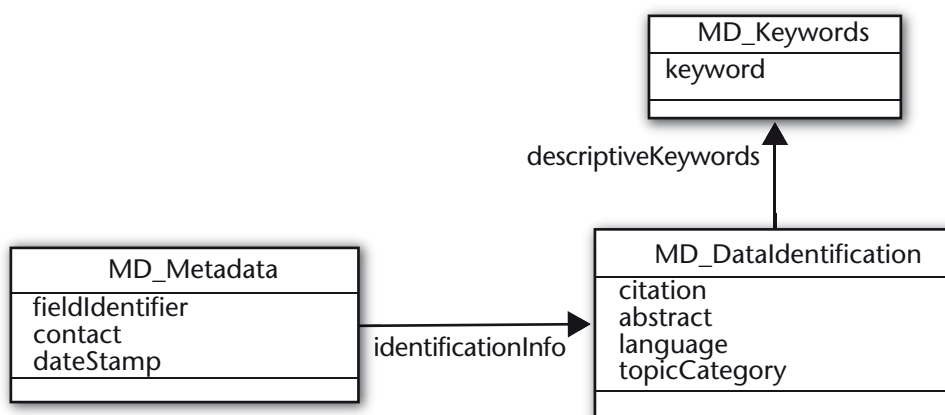 MD_Keywords
keyword
descriptiveKeywords
MD_Metadata
fieldIdentifier
contact
dateStamp
identificationInfo
MD_DataIdentification
citation
abstract
language
topicCategory